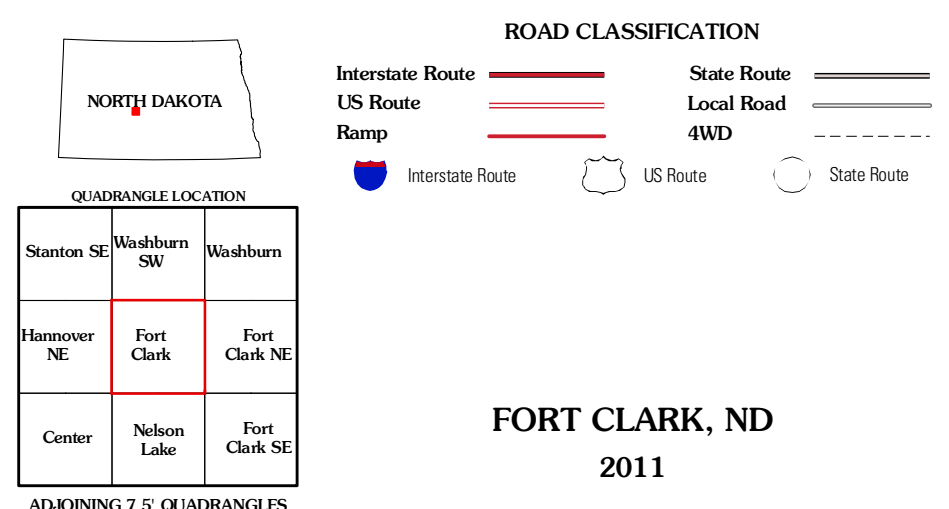 ROAD CLASSIFICATION
Interstate Route
State Route
US Route
Local Road
Ramp
4WD
Interstate Route
US Route
State Route
NORTH DAKOTA
QUADRANGLE LOCATION
Stanton SE
Washburn
SW
Washburn
Hannover
NE
Fort
Clark
Fort
Clark NE
Center
Nelson
Lake
Fort
Clark SE
ADJOINING 7.5' QUADRANGLES
FORT CLARK, ND
2011